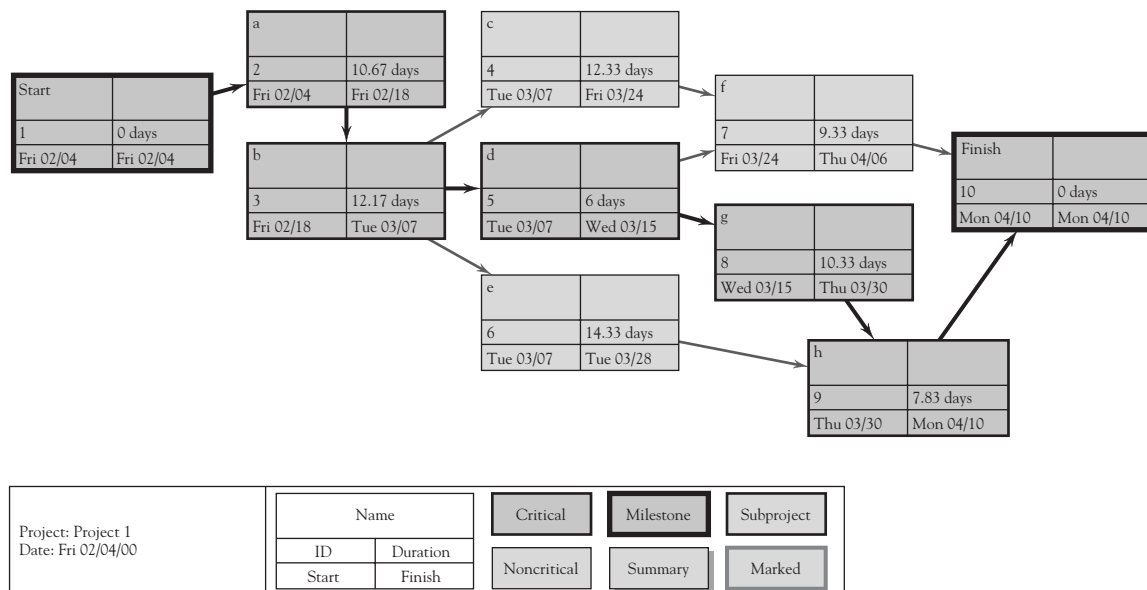 Start
1 0 days
Fri 02/04 Fri 02/04
a
2 10.67 days
Fri 02/04 Fri 02/18
b
3 12.17 days
Fri 02/18 Tue 03/07
c
4 12.33 days
Tue 03/07 Fri 03/24
d
5 6 days
Tue 03/07 Wed 03/15
e
6 14.33 days
Tue 03/07 Tue 03/28
f
7 9.33 days
Fri 03/24 Thu 04/06
g
8 10.33 days
Wed 03/15 Thu 03/30
h
9 7.83 days
Thu 03/30 Mon 04/10
Finish
10 0 days
Mon 04/10 Mon 04/10
Project: Project 1
Date: Fri 02/04/00
Name
ID Duration
Start Finish
Critical Milestone Subproject
Noncritical Summary Marked